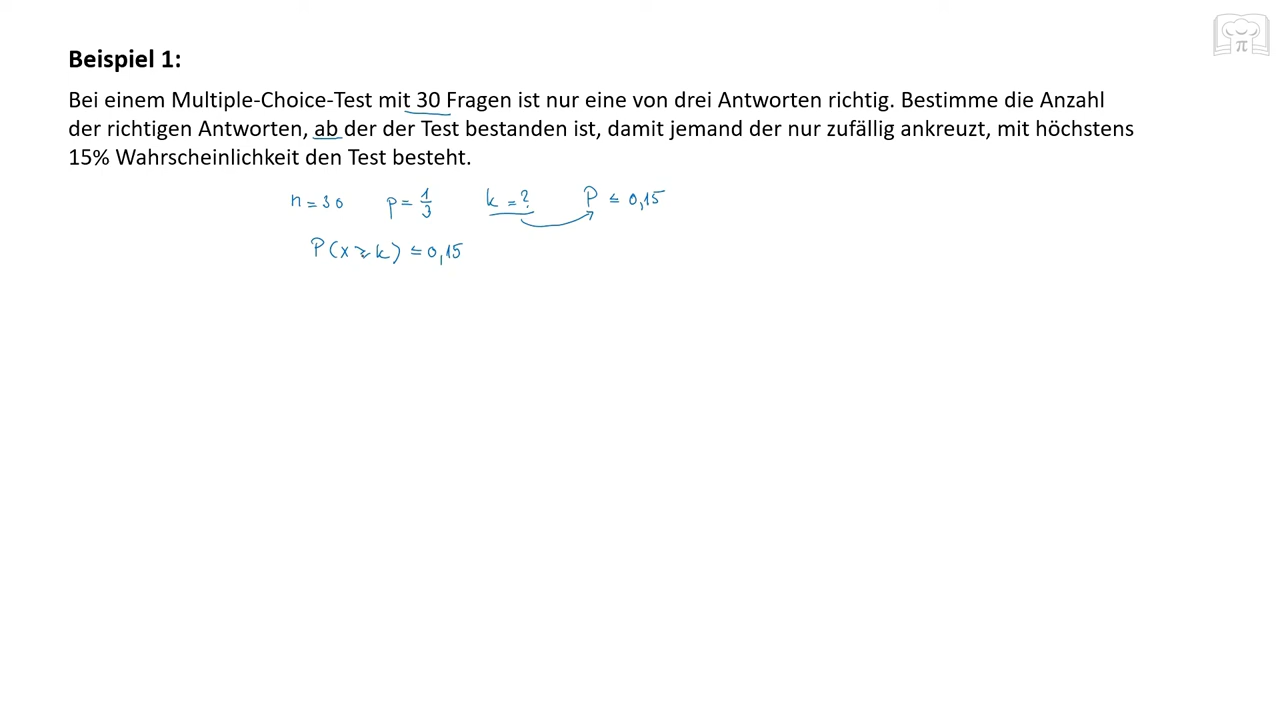 Beispiel 1:
Bei einem Multiple-Choice-Test mit 30 Fragen ist nur eine von drei Antworten richtig. Bestimme die Anzahl
der richtigen Antworten, ab der der Test bestanden ist, damit jemand der nur zufällig ankreuzt, mit höchstens
15% Wahrscheinlichkeit den Test besteht.
n = 30 p = 1/3 k = ? P ≤ 0,15
P(x ≥ k) ≤ 0,15
π